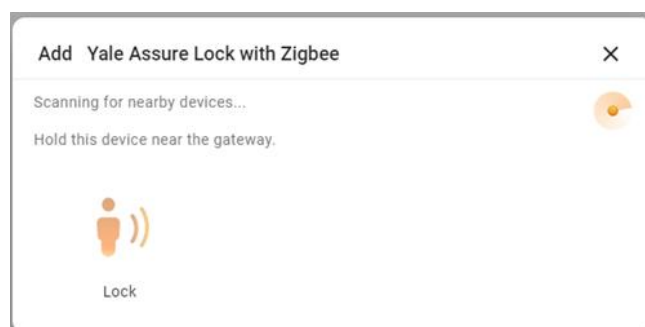 Add Yale Assure Lock with Zigbee
Scanning for nearby devices...
Hold this device near the gateway.
Lock